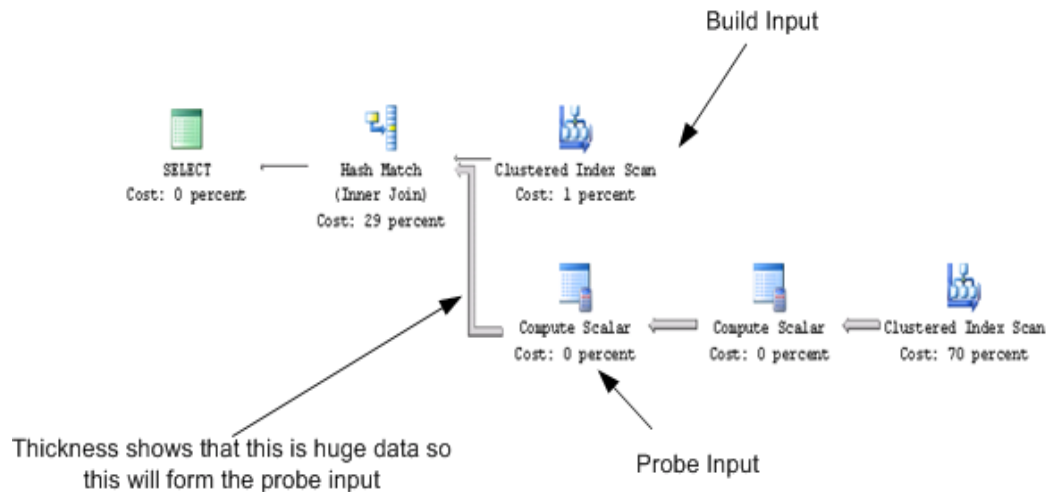 Build Input
SELECT
Cost: 0 percent
Hash Match
(Inner Join)
Cost: 29 percent
Clustered Index Scan
Cost: 1 percent
Compute Scalar
Cost: 0 percent
Compute Scalar
Cost: 0 percent
Clustered Index Scan
Cost: 70 percent
Thickness shows that this is huge data so
this will form the probe input
Probe Input